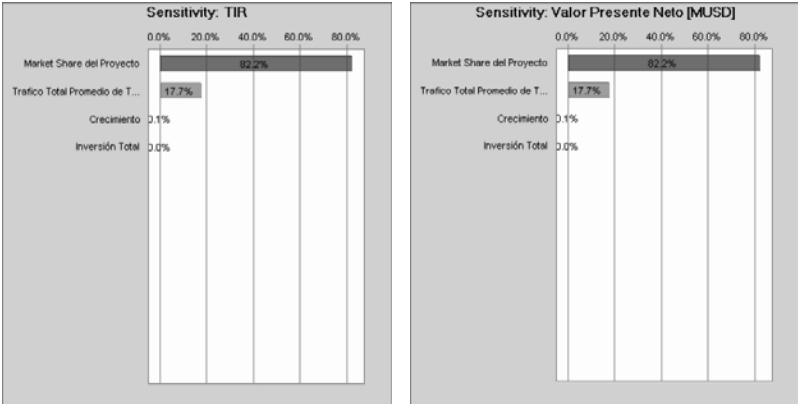 Sensitivity: TIR
0.0% 20.0% 40.0% 60.0% 80.0%
Market Share del Proyecto 82.2%
Trafico Total Promedio de T... 17.7%
Crecimiento 0.1%
Inversión Total 0.0%
Sensitivity: Valor Presente Neto [MUSD]
0.0% 20.0% 40.0% 60.0% 80.0%
Market Share del Proyecto 82.2%
Trafico Total Promedio de T... 17.7%
Crecimiento 0.1%
Inversión Total 0.0%